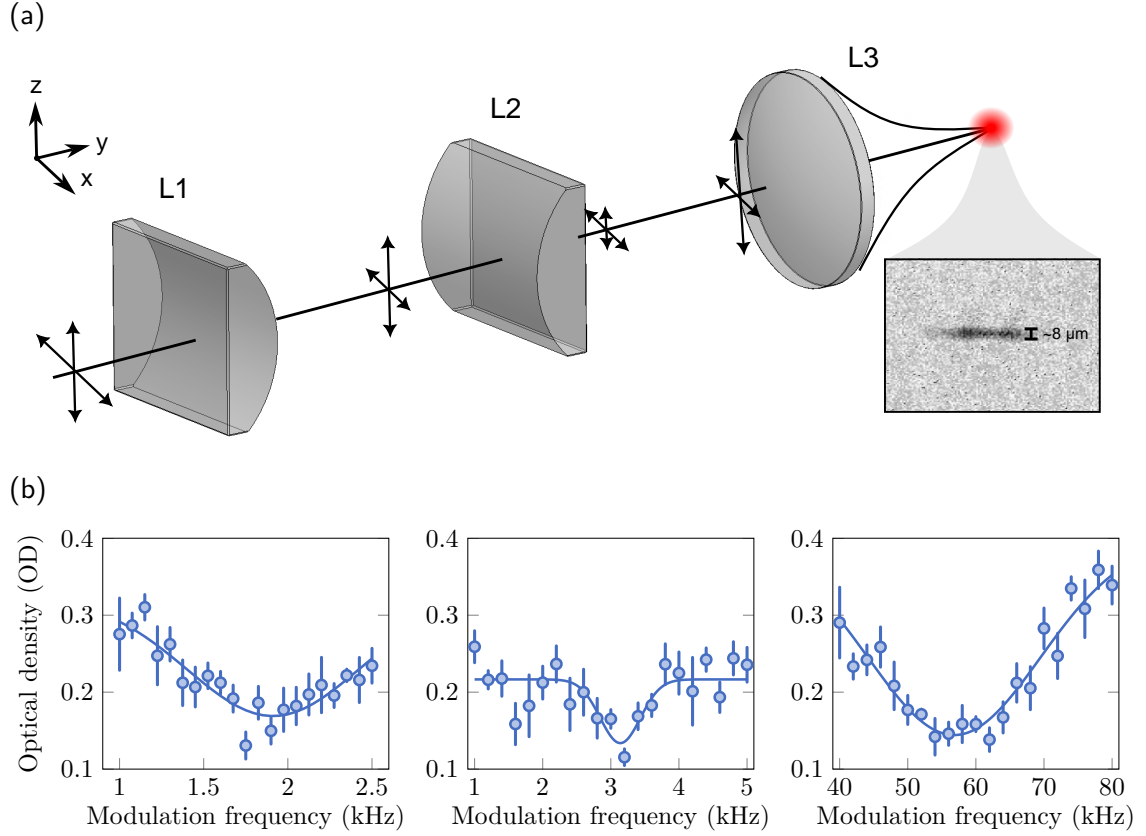 (a)
L3
L2
z
y
x
L1
~8 µm
(b)
Optical density (OD)
0.4
0.3
0.2
0.1
1
1.5
2
2.5
Modulation frequency (kHz)
0.4
0.3
0.2
0.1
1
2
3
4
5
Modulation frequency (kHz)
0.4
0.3
0.2
0.1
40
50
60
70
80
Modulation frequency (kHz)